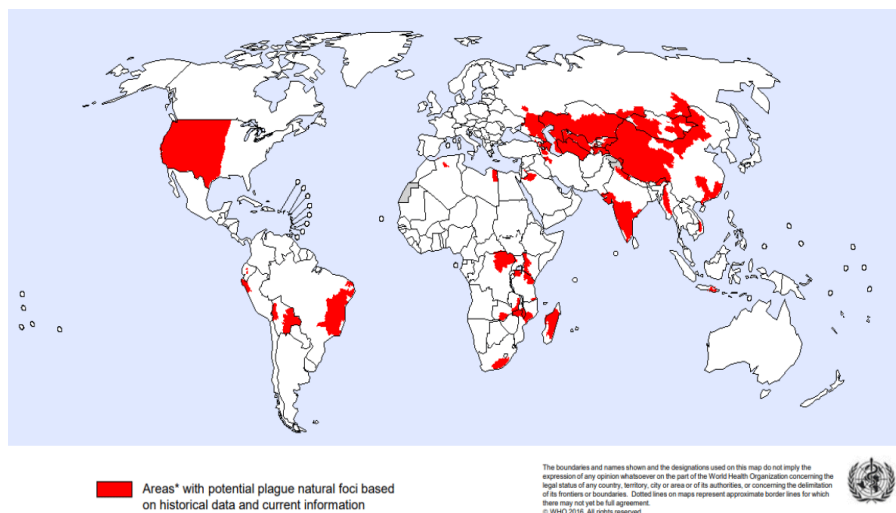 Areas* with potential plague natural foci based
on historical data and current information
The boundaries and names shown and the designations used on this map do not imply the
expression of any opinion whatsoever on the part of the World Health Organization concerning the
legal status of any country, territory, city or area or of its authorities, or concerning the delimitation
of its frontiers or boundaries.  Dotted lines on maps represent approximate border lines for which
there may not yet be full agreement.
© WHO 2016. All rights reserved.